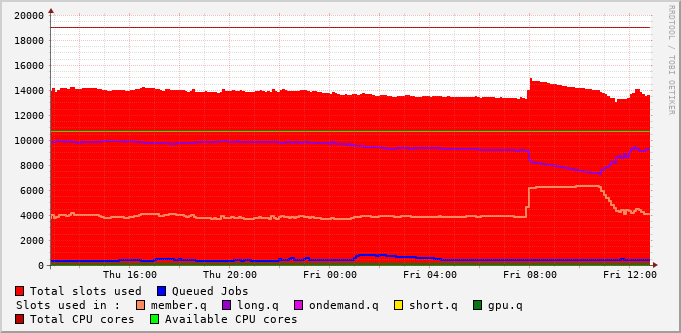 20000
18000
16000
14000
12000
10000
8000
6000
4000
2000
0
Thu 16:00 Thu 20:00 Fri 00:00 Fri 04:00 Fri 08:00 Fri 12:00
RRDTOOL / TOBI OETIKER
Total slots used Queued Jobs
Slots used in : member.q long.q ondemand.q short.q gpu.q
Total CPU cores Available CPU cores